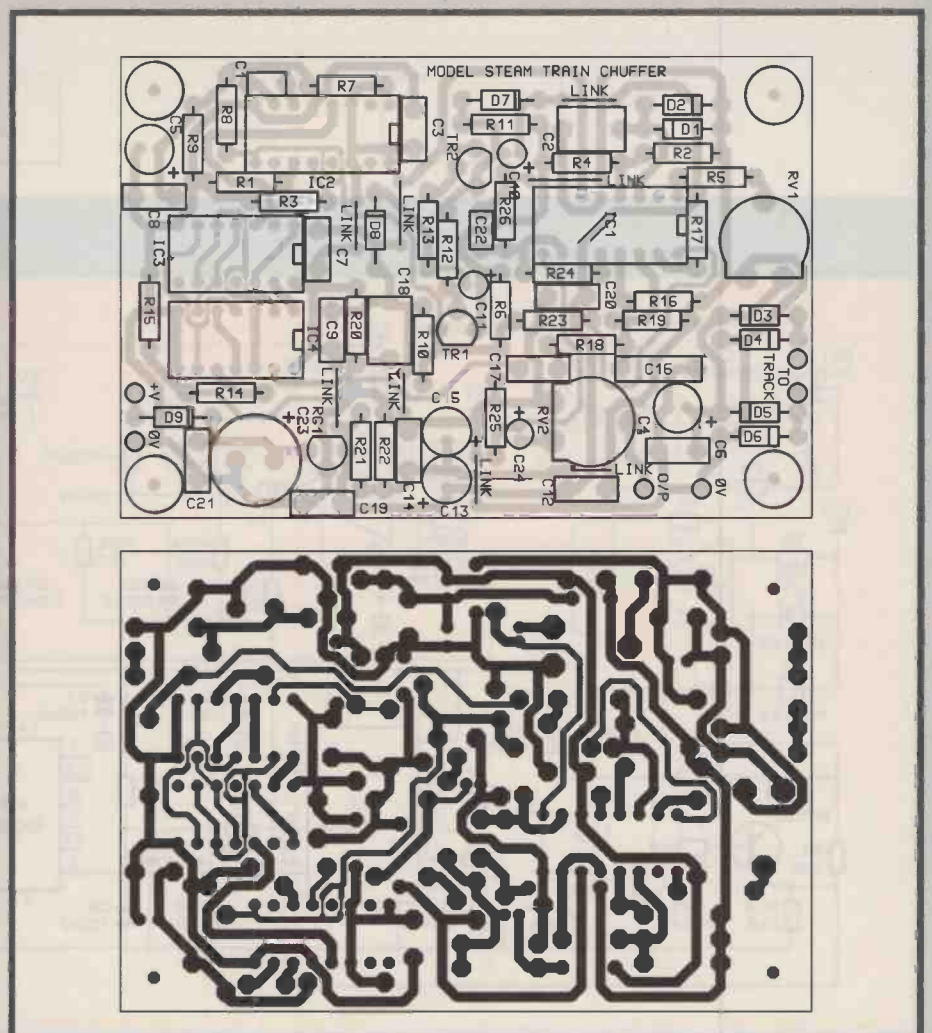 MODEL STEAM TRAIN CHUFFER
C1
R7
R8
C5
R9
+
C3
D7
LINK
D2
R11
D1
TR2
C2
R4
R2
+
LINK
R5
RV1
R1
IC2
R3
C8
IC3
C7
LINK
D8
LINK
R13
R12
C22
R26
IC1
R17
R24
C18
+
C11
R6
C20
R16
R15
IC4
C9
R20
R10
TR1
R23
R19
D3
D4
R18
TO
TRACK
C17
C16
+V
R14
LINK
LINK
C15
D9
+
C23
RG1
R25
+
RV2
C4
+
D5
0V
D6
R21
R22
+
C24
C6
LINK
LINK
C21
C19
C14
+
C13
C12
O/P
0V